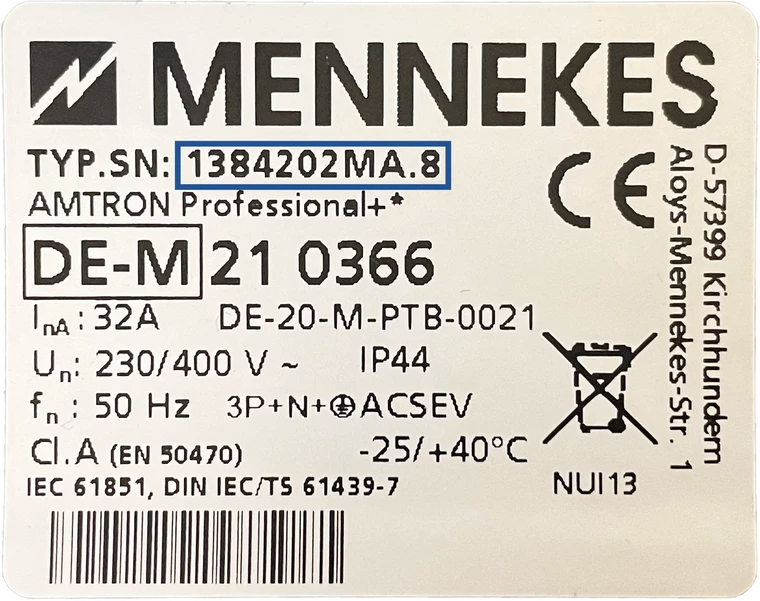 MENNEKES
TYP.SN: 1384202MA.8
AMTRON Professional+*
DE-M 21 0366
InA: 32A DE-20-M-PTB-0021
Un: 230/400 V ~ IP44
fn: 50 Hz 3P+N+⏚ACSEV
Cl.A (EN 50470) -25/+40°C
IEC 61851, DIN IEC/TS 61439-7
CE
NUI13
D-57399 Kirchhundem
Aloys-Mennekes-Str. 1